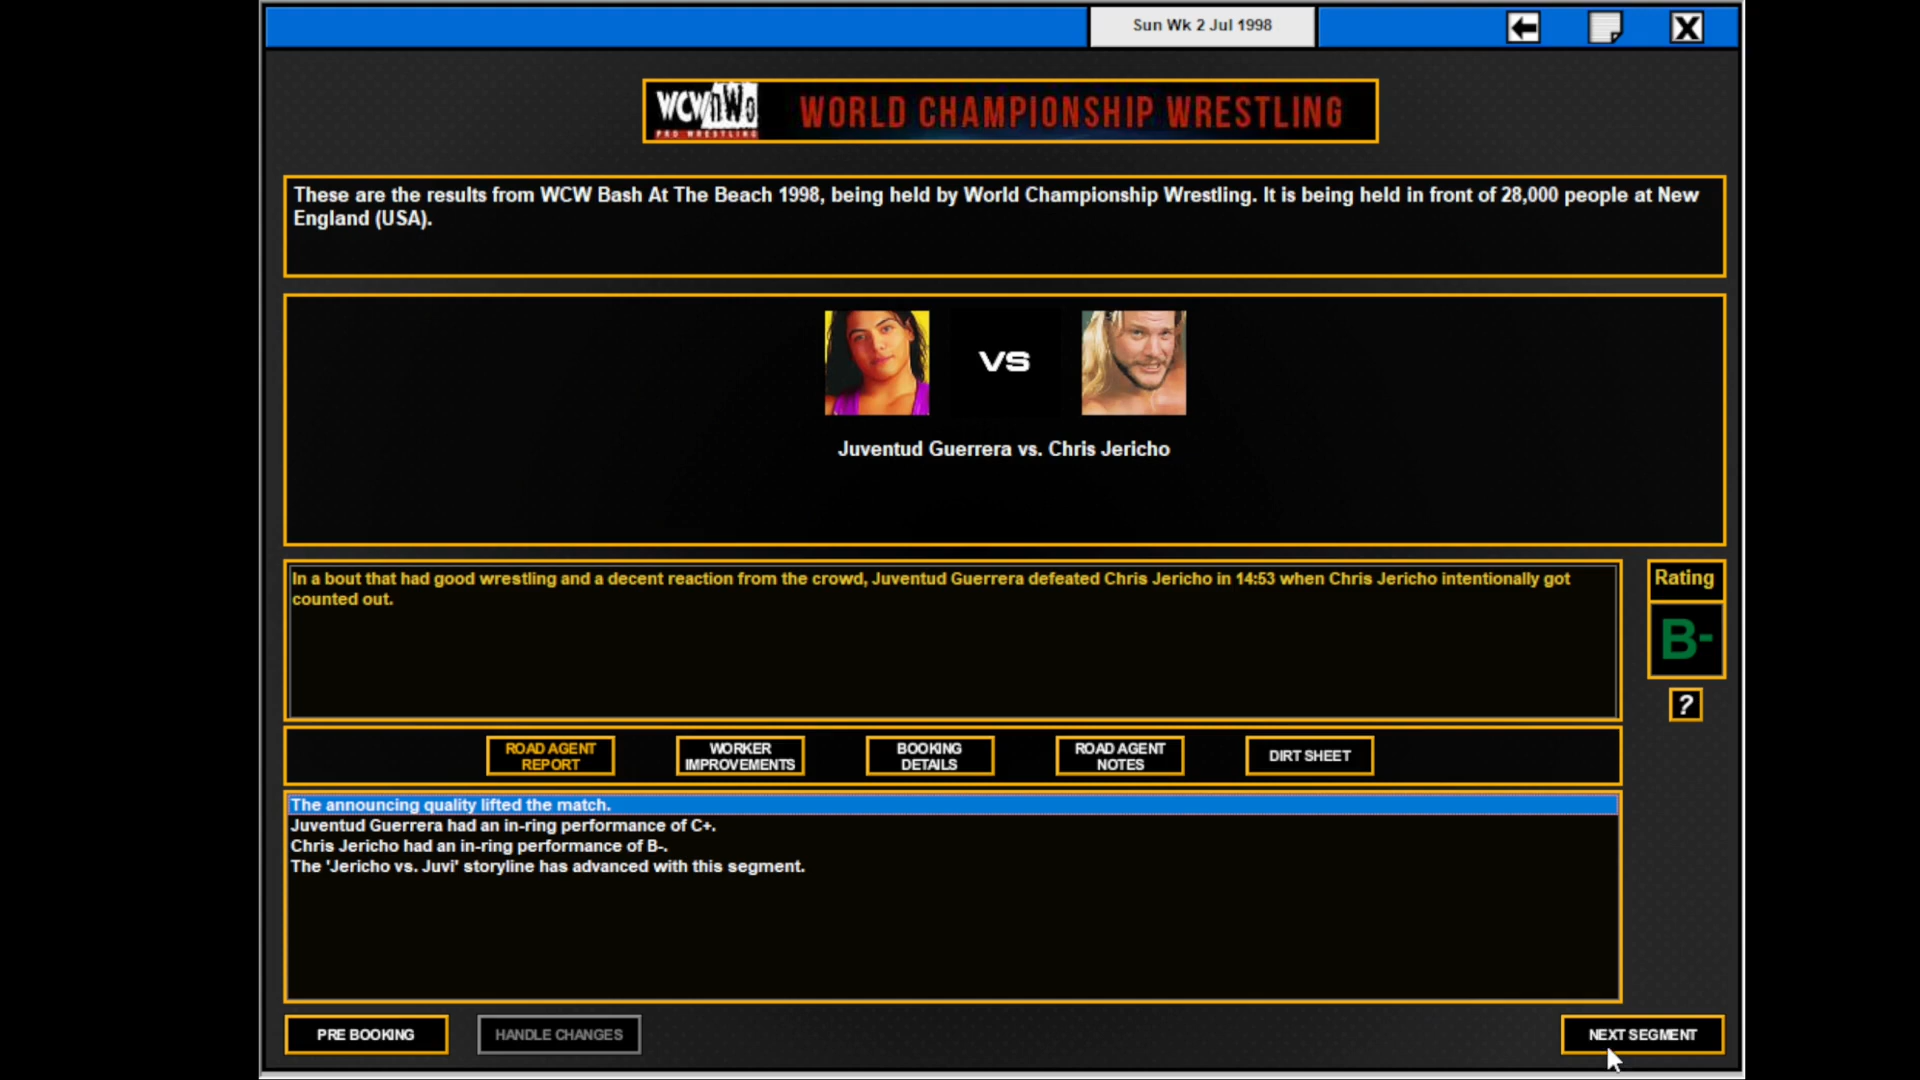 Sun Wk 2 Jul 1998
WCW nWo
PRO WRESTLING
WORLD CHAMPIONSHIP WRESTLING
These are the results from WCW Bash At The Beach 1998, being held by World Championship Wrestling. It is being held in front of 28,000 people at New
England (USA).
VS
Juventud Guerrera vs. Chris Jericho
In a bout that had good wrestling and a decent reaction from the crowd, Juventud Guerrera defeated Chris Jericho in 14:53 when Chris Jericho intentionally got
counted out.
Rating
B-
?
ROAD AGENT
REPORT
WORKER
IMPROVEMENTS
BOOKING
DETAILS
ROAD AGENT
NOTES
DIRT SHEET
The announcing quality lifted the match.
Juventud Guerrera had an in-ring performance of C+.
Chris Jericho had an in-ring performance of B-.
The 'Jericho vs. Juvi' storyline has advanced with this segment.
PRE BOOKING
HANDLE CHANGES
NEXT SEGMENT